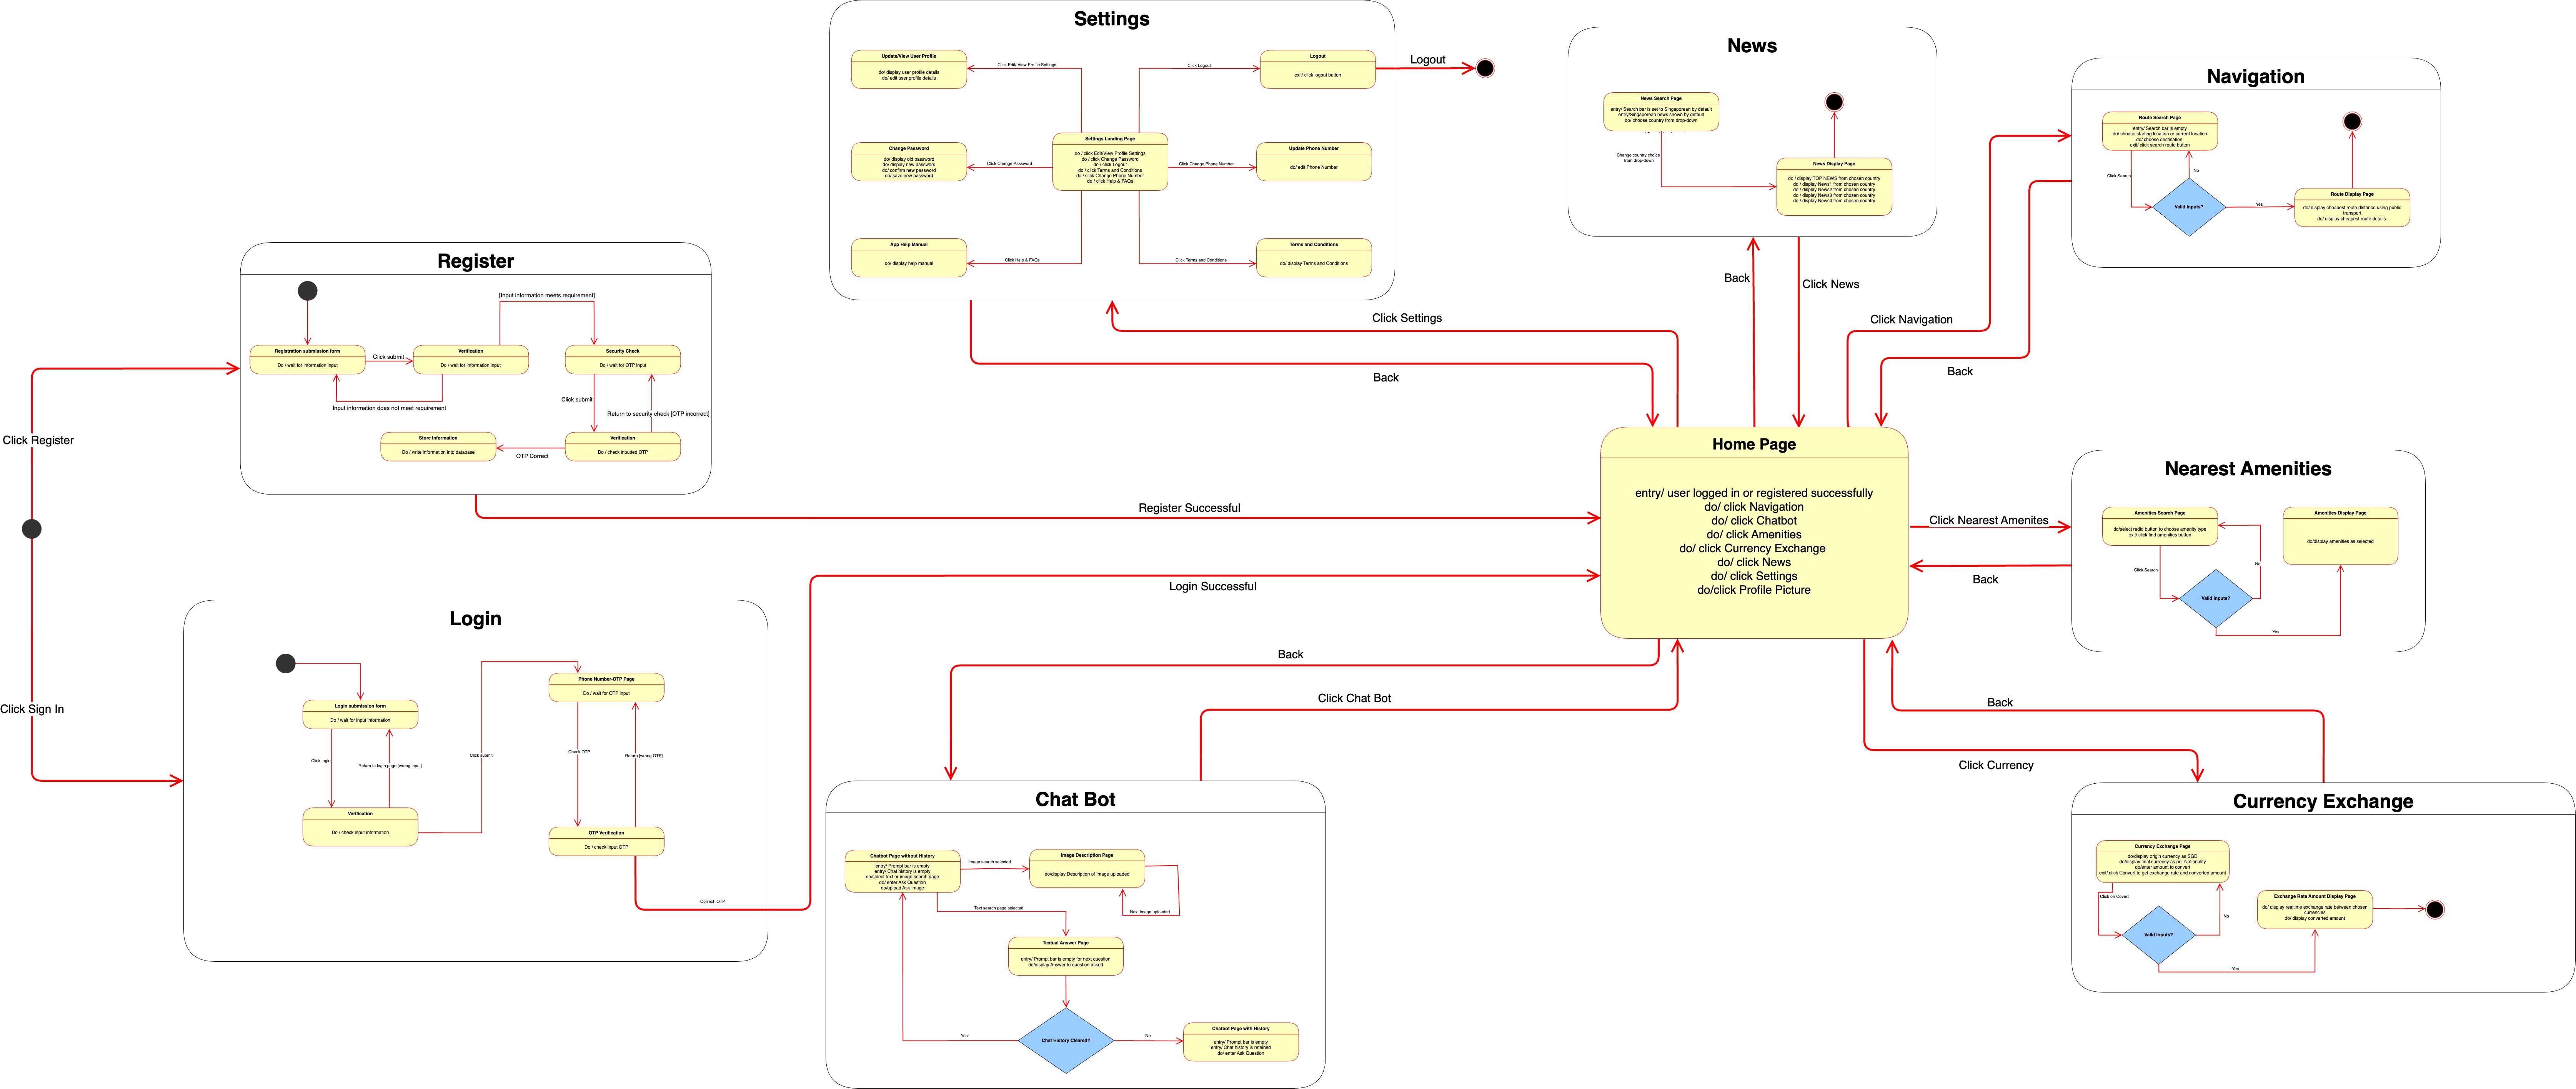 Settings
Update/View User Profile
do/ display user profile details
do/ edit user profile details
Click Edit/ View Profile Settings
Click Logout
Logout
exit/ click logout button
Logout
Change Password
do/ display old password
do/ display new password
do/ confirm new password
do/ save new password
Click Change Password
Settings Landing Page
do / click Edit/View Profile Settings
do / click Change Password
do / click Logout
do / click Terms and Conditions
do / click Change Phone Number
do / click Help & FAQs
Click Change Phone Number
Update Phone Number
do/ edit Phone Number
App Help Manual
do/ display help manual
Click Help & FAQs
Click Terms and Conditions
Terms and Conditions
do/ display Terms and Conditions
News
News Search Page
entry/ Search bar is set to Singaporean by default
entry/Singaporean news shown by default
do/ choose country from drop-down
Change country choice
from drop-down
News Display Page
do / display TOP NEWS from chosen country
do / display News1 from chosen country
do / display News2 from chosen country
do / display News3 from chosen country
do / display News4 from chosen country
Navigation
Route Search Page
entry/ Search bar is empty
do/ choose starting location or current location
do/ choose destination
exit/ click search route button
Click Search
No
Valid Inputs?
Yes
Route Display Page
do/ display cheapest route distance using public
transport
do/ display cheapest route details
Register
[Input information meets requirement]
Registration submission form
Do / wait for information input
Click submit
Verification
Do / wait for information input
Security Check
Do / wait for OTP input
Input information does not meet requirement
Click submit
Return to security check [OTP incorrect]
Store Information
Do / write information into database
OTP Correct
Verification
Do / check inputted OTP
Click Register
Click Sign In
Click Settings
Back
Back
Click News
Click Navigation
Back
Register Successful
Login Successful
Home Page
entry/ user logged in or registered successfully
do/ click Navigation
do/ click Chatbot
do/ click Amenities
do/ click Currency Exchange
do/ click News
do/ click Settings
do/click Profile Picture
Click Nearest Amenites
Back
Nearest Amenities
Amenities Search Page
do/select radio button to choose amenity type
exit/ click find amenities button
Amenities Display Page
do/display amenities as selected
Click Search
No
Valid Inputs?
Yes
Login
Login submission form
Do / wait for input information
Click login
Return to login page [wrong input]
Verification
Do / check input information
Click submit
Phone Number-OTP Page
Do / wait for OTP input
Check OTP
Return [wrong OTP]
OTP Verification
Do / check input OTP
Correct OTP
Back
Click Chat Bot
Back
Click Currency
Chat Bot
Chatbot Page without History
entry/ Prompt bar is empty
entry/ Chat history is empty
do/select text or image search page
do/ enter Ask Question
do/upload Ask Image
Image search selected
Image Description Page
do/display Description of Image uploaded
Next image uploaded
Text search page selected
Textual Answer Page
entry/ Prompt bar is empty for next question
do/display Answer to question asked
Chat History Cleared?
Yes
No
Chatbot Page with History
entry/ Prompt bar is empty
entry/ Chat history is retained
do/ enter Ask Question
Currency Exchange
Currency Exchange Page
do/display origin currency as SGD
do/display final currency as per Nationality
do/enter amount to convert
exit/ click Convert to get exchange rate and converted amount
Click on Covert
No
Valid Inputs?
Yes
Exchange Rate Amount Display Page
do/ display realtime exchange rate between chosen
currencies
do/ display converted amount